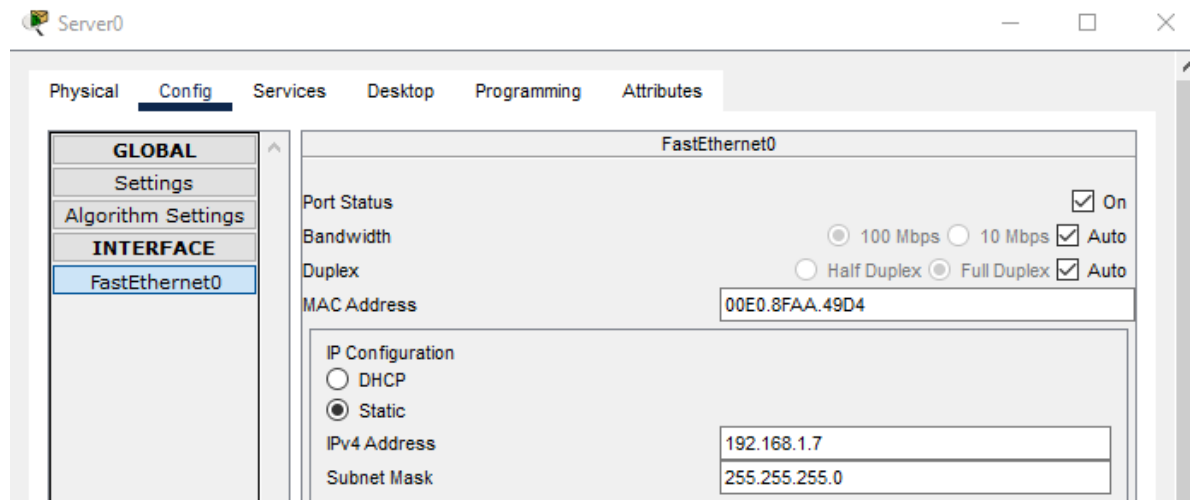 Server0
Physical Config Services Desktop Programming Attributes
GLOBAL
Settings
Algorithm Settings
INTERFACE
FastEthernet0
FastEthernet0
Port Status On
Bandwidth 100 Mbps 10 Mbps Auto
Duplex Half Duplex Full Duplex Auto
MAC Address 00E0.8FAA.49D4
IP Configuration
DHCP
Static
IPv4 Address 192.168.1.7
Subnet Mask 255.255.255.0